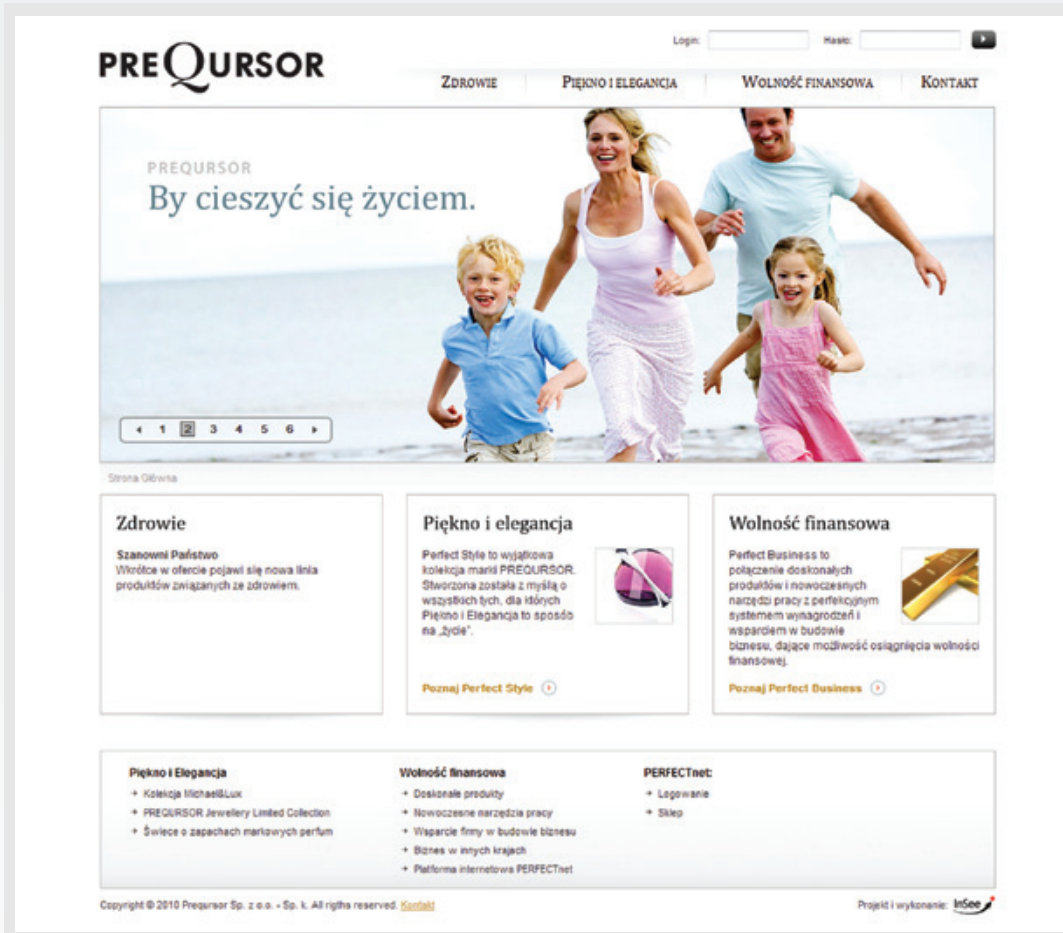 PREQURSOR
Login: Hasło:
ZDROWIE PIĘKNO I ELEGANCJA WOLNOŚĆ FINANSOWA KONTAKT
PREQURSOR
By cieszyć się życiem.
1 2 3 4 5 6
Strona Główna
Zdrowie
Szanowni Państwo
Wkrótce w ofercie pojawi się nowa linia
produktów związanych ze zdrowiem.
Piękno i elegancja
Perfect Style to wyjątkowa
kolekcja marki PREQURSOR.
Stworzona została z myślą o
wszystkich tych, dla których
Piękno i Elegancja to sposób
na „życie”.
Poznaj Perfect Style
Wolność finansowa
Perfect Business to
połączenie doskonałych
produktów i nowoczesnych
narzędzi pracy z perfekcyjnym
systemem wynagrodzeń i
wsparciem w budowie
biznesu, dające możliwość osiągnięcia wolności
finansowej.
Poznaj Perfect Business
Piękno i Elegancja
Kolekcja Michael&Lux
PREQURSOR Jewellery Limited Collection
Świece o zapachach markowych perfum
Wolność finansowa
Doskonałe produkty
Nowoczesne narzędzia pracy
Wsparcie firmy w budowie biznesu
Biznes w innych krajach
Platforma internetowa PERFECTnet
PERFECTnet:
Logowanie
Sklep
Copyright © 2010 Preqursor Sp. z o.o. - Sp. k. All rigths reserved. Kontakt
Projekt i wykonanie: InSee